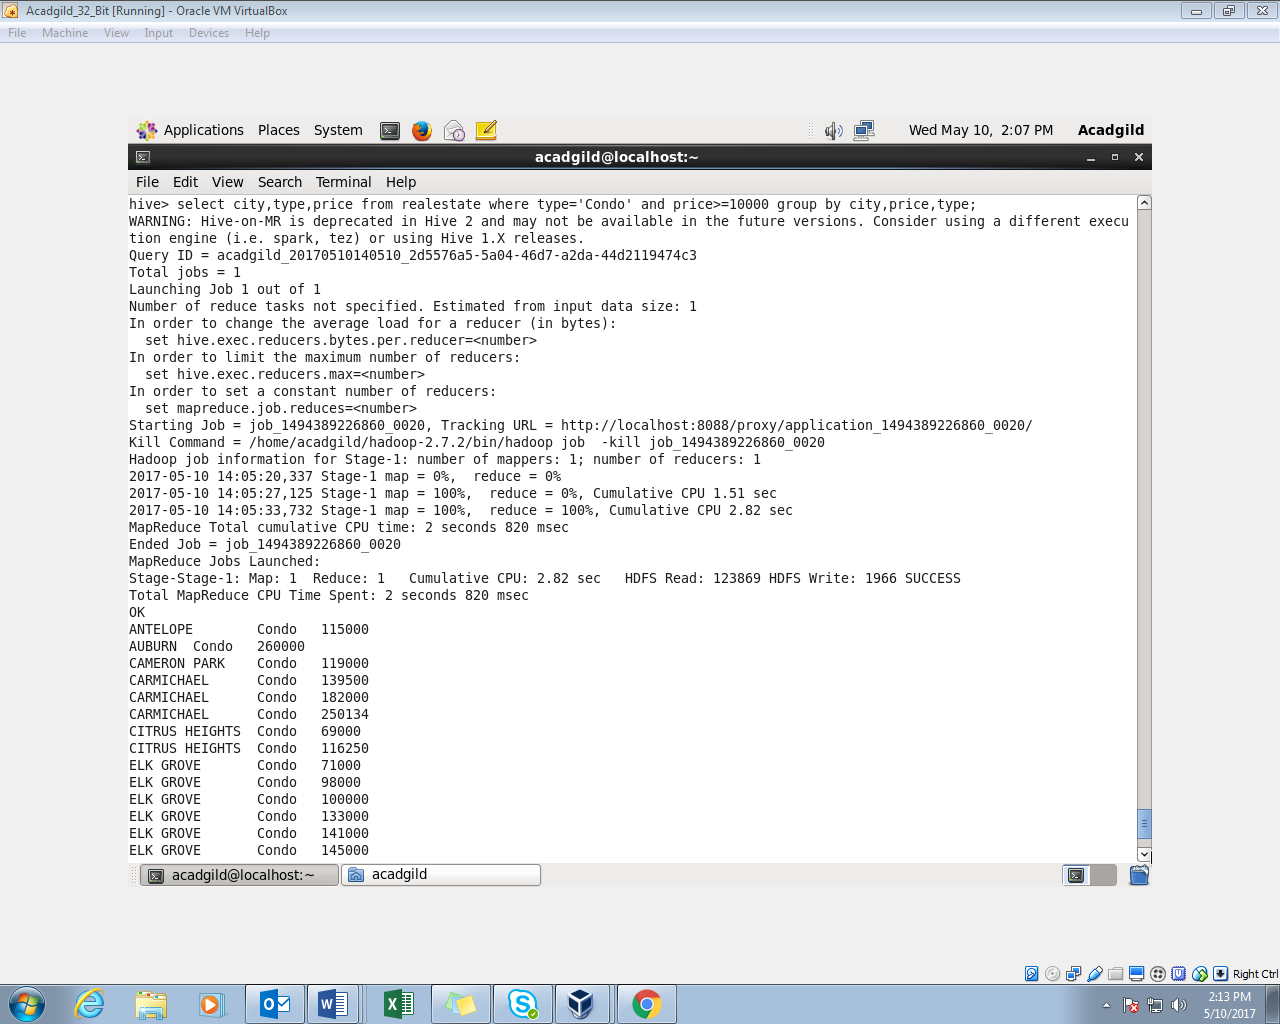 Acadgild_32_Bit [Running] - Oracle VM VirtualBox
File Machine View Input Devices Help
Applications Places System Wed May 10, 2:07 PM Acadgild
acadgild@localhost:~
File Edit View Search Terminal Help
hive> select city,type,price from realestate where type='Condo' and price>=10000 group by city,price,type;
WARNING: Hive-on-MR is deprecated in Hive 2 and may not be available in the future versions. Consider using a different execu
tion engine (i.e. spark, tez) or using Hive 1.X releases.
Query ID = acadgild_20170510140510_2d5576a5-5a04-46d7-a2da-44d2119474c3
Total jobs = 1
Launching Job 1 out of 1
Number of reduce tasks not specified. Estimated from input data size: 1
In order to change the average load for a reducer (in bytes):
  set hive.exec.reducers.bytes.per.reducer=<number>
In order to limit the maximum number of reducers:
  set hive.exec.reducers.max=<number>
In order to set a constant number of reducers:
  set mapreduce.job.reduces=<number>
Starting Job = job_1494389226860_0020, Tracking URL = http://localhost:8088/proxy/application_1494389226860_0020/
Kill Command = /home/acadgild/hadoop-2.7.2/bin/hadoop job  -kill job_1494389226860_0020
Hadoop job information for Stage-1: number of mappers: 1; number of reducers: 1
2017-05-10 14:05:20,337 Stage-1 map = 0%,  reduce = 0%
2017-05-10 14:05:27,125 Stage-1 map = 100%,  reduce = 0%, Cumulative CPU 1.51 sec
2017-05-10 14:05:33,732 Stage-1 map = 100%,  reduce = 100%, Cumulative CPU 2.82 sec
MapReduce Total cumulative CPU time: 2 seconds 820 msec
Ended Job = job_1494389226860_0020
MapReduce Jobs Launched:
Stage-Stage-1: Map: 1  Reduce: 1   Cumulative CPU: 2.82 sec   HDFS Read: 123869 HDFS Write: 1966 SUCCESS
Total MapReduce CPU Time Spent: 2 seconds 820 msec
OK
ANTELOPE        Condo   115000
AUBURN  Condo   260000
CAMERON PARK    Condo   119000
CARMICHAEL      Condo   139500
CARMICHAEL      Condo   182000
CARMICHAEL      Condo   250134
CITRUS HEIGHTS  Condo   69000
CITRUS HEIGHTS  Condo   116250
ELK GROVE       Condo   71000
ELK GROVE       Condo   98000
ELK GROVE       Condo   100000
ELK GROVE       Condo   133000
ELK GROVE       Condo   141000
ELK GROVE       Condo   145000
acadgild@localhost:~ acadgild
Right Ctrl
2:13 PM
5/10/2017